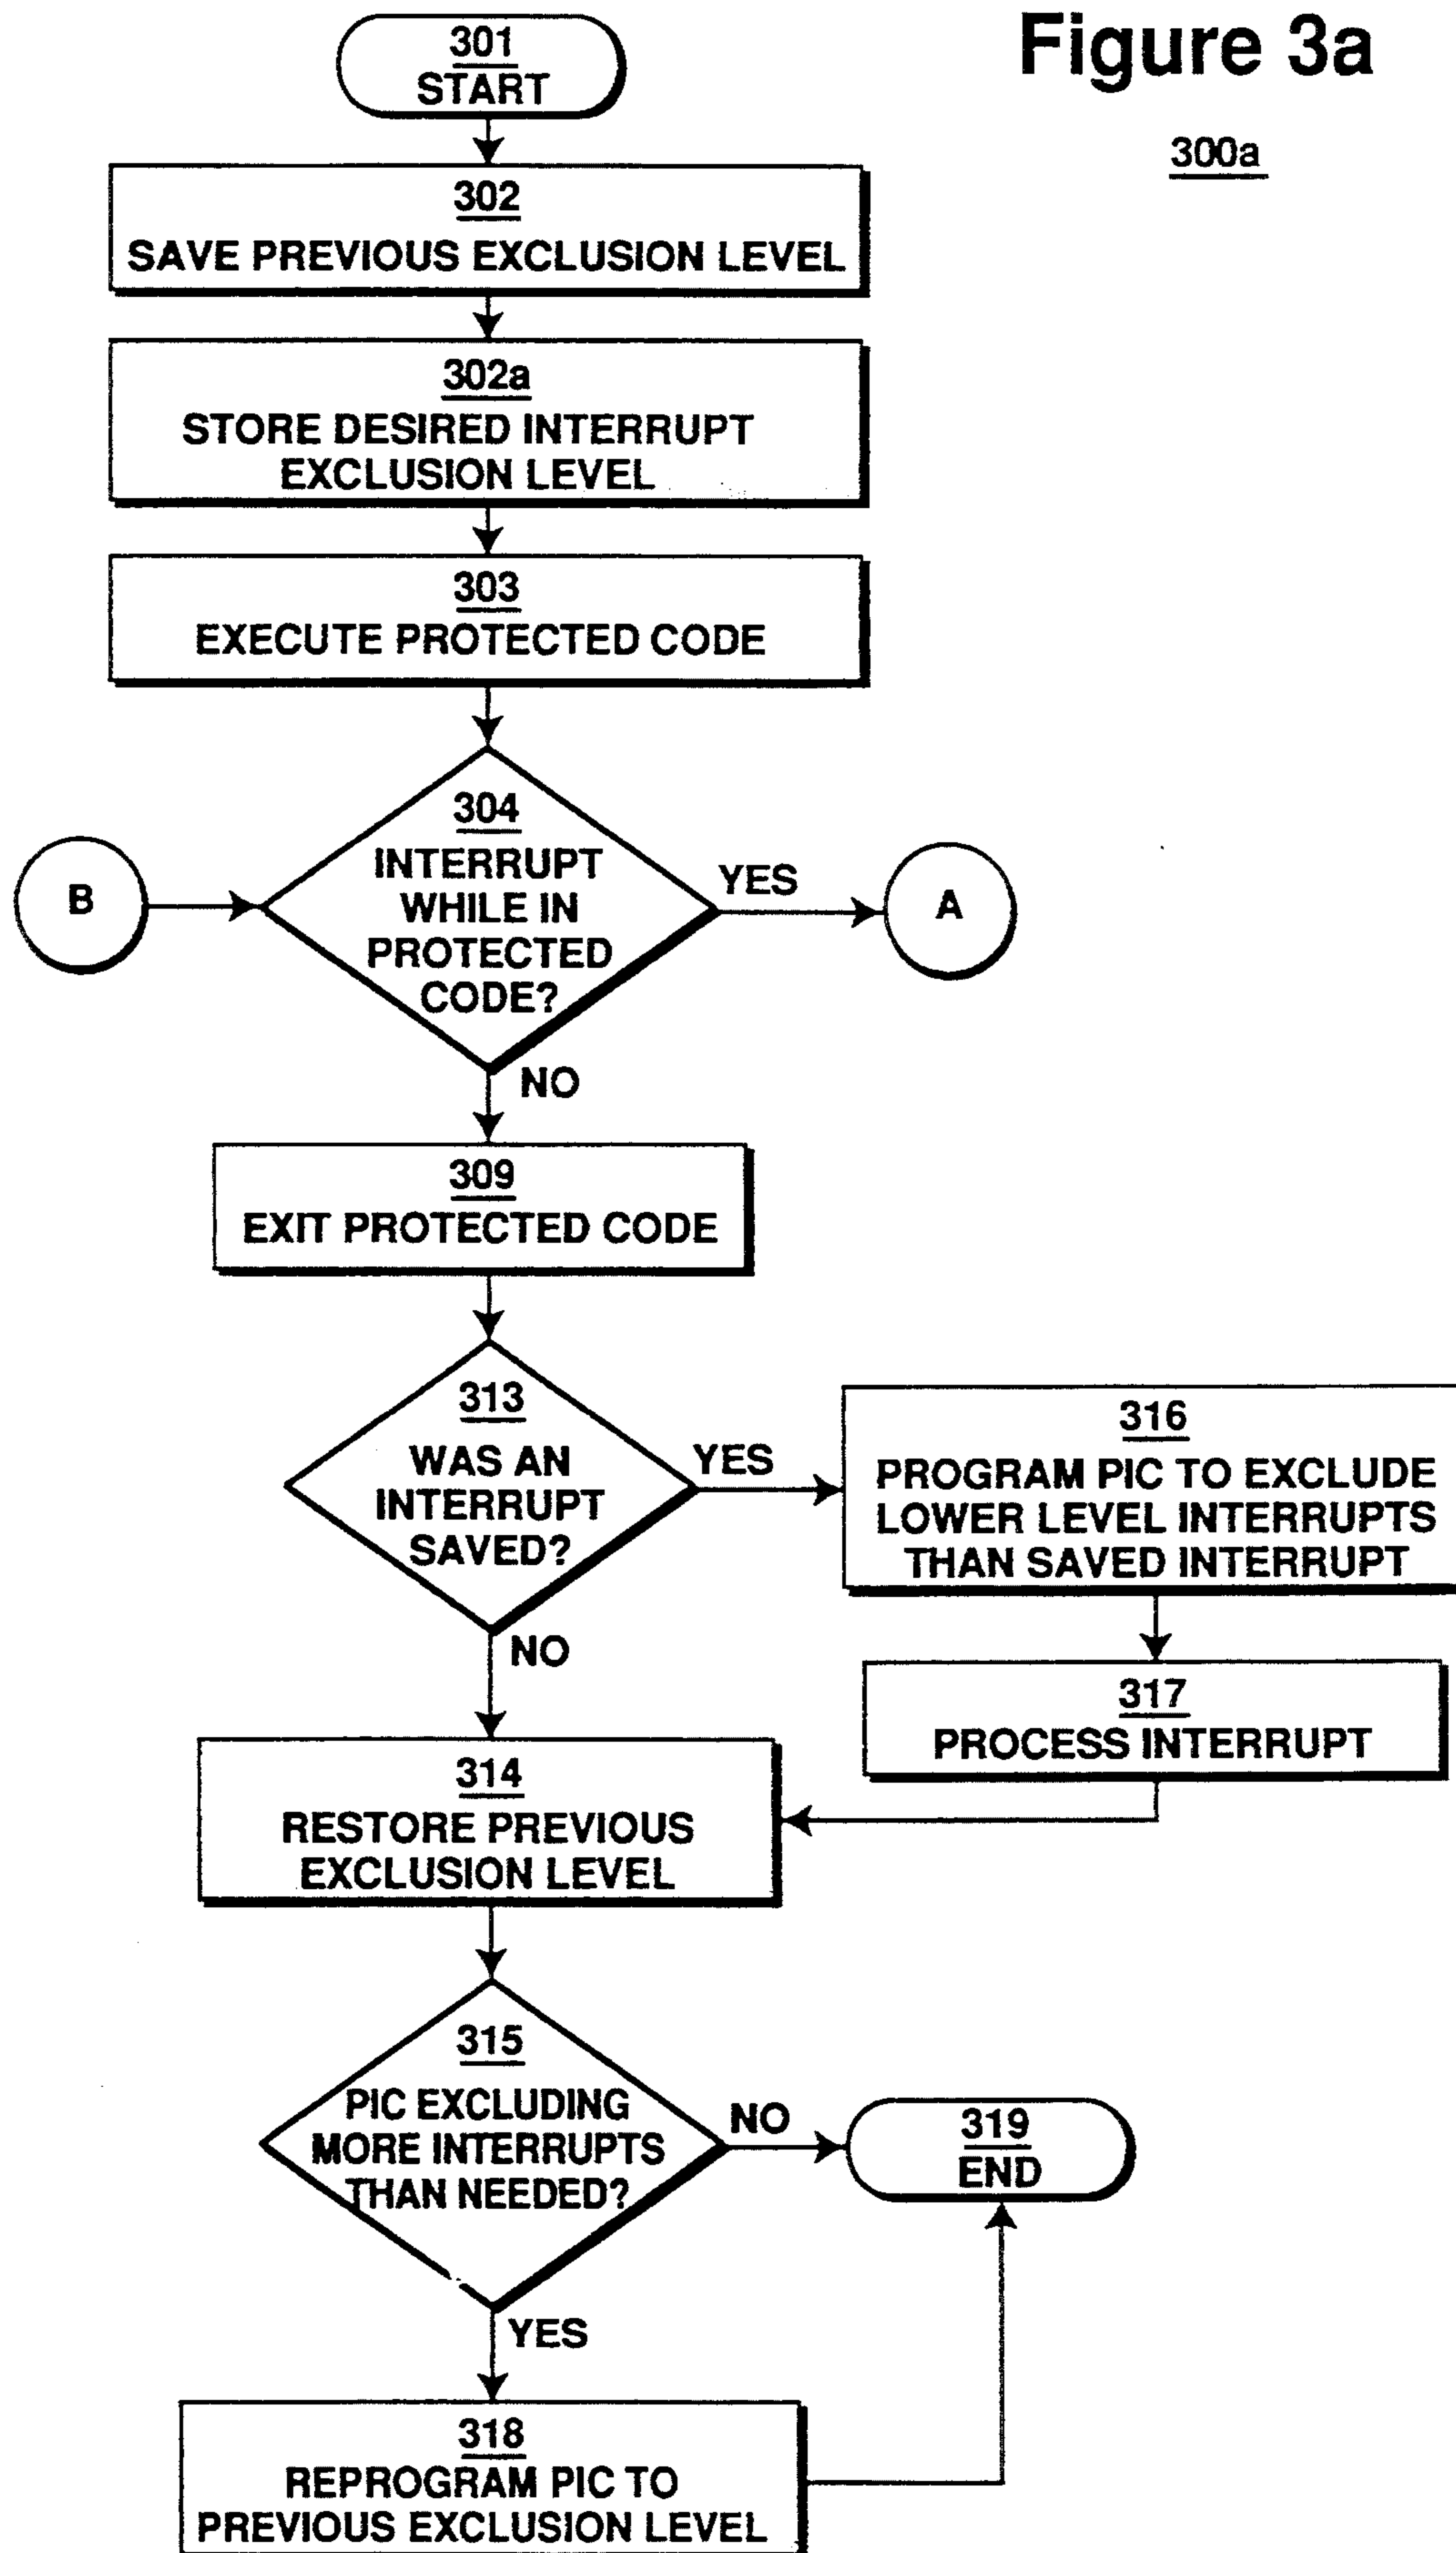 Figure 3a
300a
301
START
302
SAVE PREVIOUS EXCLUSION LEVEL
302a
STORE DESIRED INTERRUPT
EXCLUSION LEVEL
303
EXECUTE PROTECTED CODE
304
INTERRUPT
WHILE IN
PROTECTED
CODE?
B
YES
A
NO
309
EXIT PROTECTED CODE
313
WAS AN
INTERRUPT
SAVED?
YES
316
PROGRAM PIC TO EXCLUDE
LOWER LEVEL INTERRUPTS
THAN SAVED INTERRUPT
NO
317
PROCESS INTERRUPT
314
RESTORE PREVIOUS
EXCLUSION LEVEL
315
PIC EXCLUDING
MORE INTERRUPTS
THAN NEEDED?
NO
319
END
YES
318
REPROGRAM PIC TO
PREVIOUS EXCLUSION LEVEL